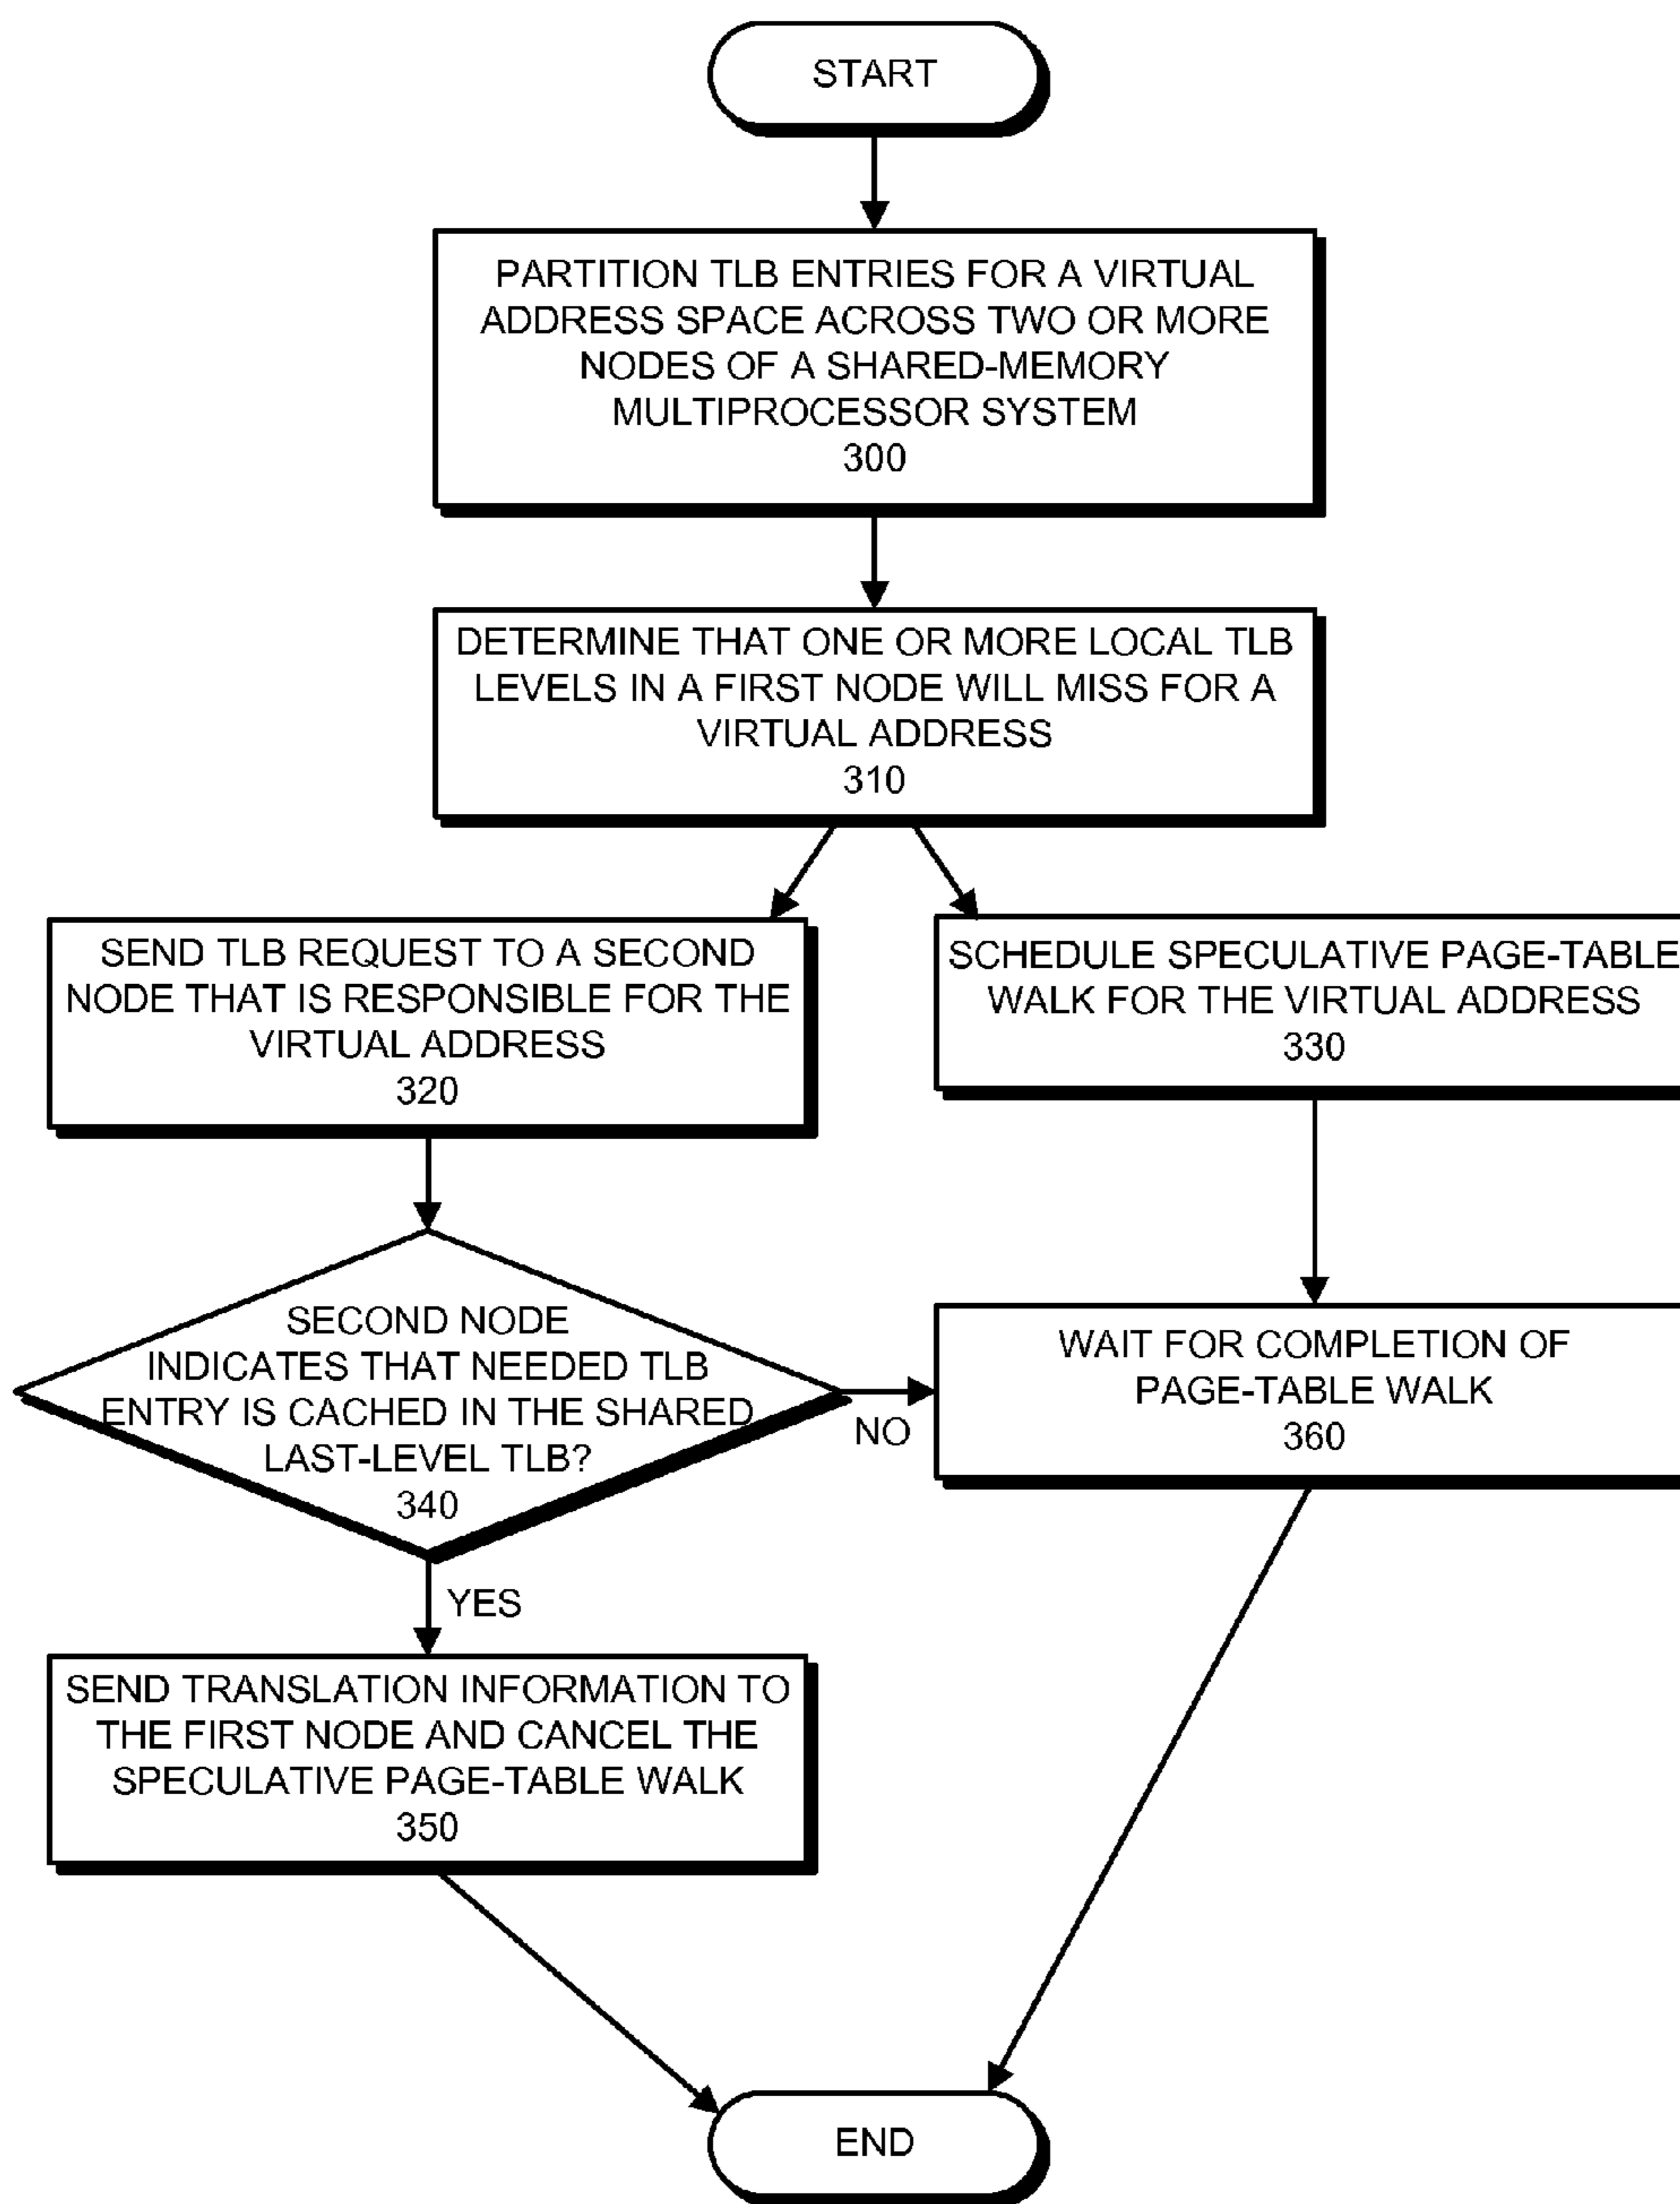 START
PARTITION TLB ENTRIES FOR A VIRTUAL
ADDRESS SPACE ACROSS TWO OR MORE
NODES OF A SHARED-MEMORY
MULTIPROCESSOR SYSTEM
300
DETERMINE THAT ONE OR MORE LOCAL TLB
LEVELS IN A FIRST NODE WILL MISS FOR A
VIRTUAL ADDRESS
310
SEND TLB REQUEST TO A SECOND
NODE THAT IS RESPONSIBLE FOR THE
VIRTUAL ADDRESS
320
SCHEDULE SPECULATIVE PAGE-TABLE
WALK FOR THE VIRTUAL ADDRESS
330
SECOND NODE
INDICATES THAT NEEDED TLB
ENTRY IS CACHED IN THE SHARED
LAST-LEVEL TLB?
340
NO
WAIT FOR COMPLETION OF
PAGE-TABLE WALK
360
YES
SEND TRANSLATION INFORMATION TO
THE FIRST NODE AND CANCEL THE
SPECULATIVE PAGE-TABLE WALK
350
END